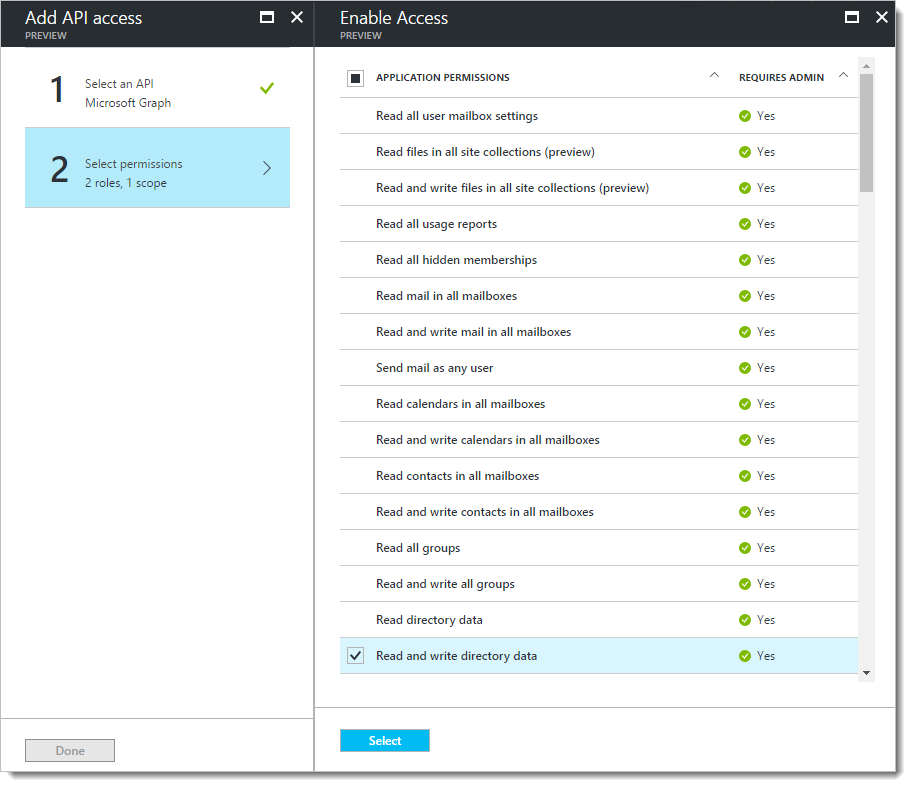 Add API access
PREVIEW
1
Select an API
Microsoft Graph
2
Select permissions
2 roles, 1 scope
Done
Enable Access
PREVIEW
APPLICATION PERMISSIONS REQUIRES ADMIN
Read all user mailbox settings Yes
Read files in all site collections (preview) Yes
Read and write files in all site collections (preview) Yes
Read all usage reports Yes
Read all hidden memberships Yes
Read mail in all mailboxes Yes
Read and write mail in all mailboxes Yes
Send mail as any user Yes
Read calendars in all mailboxes Yes
Read and write calendars in all mailboxes Yes
Read contacts in all mailboxes Yes
Read and write contacts in all mailboxes Yes
Read all groups Yes
Read and write all groups Yes
Read directory data Yes
Read and write directory data Yes
Select